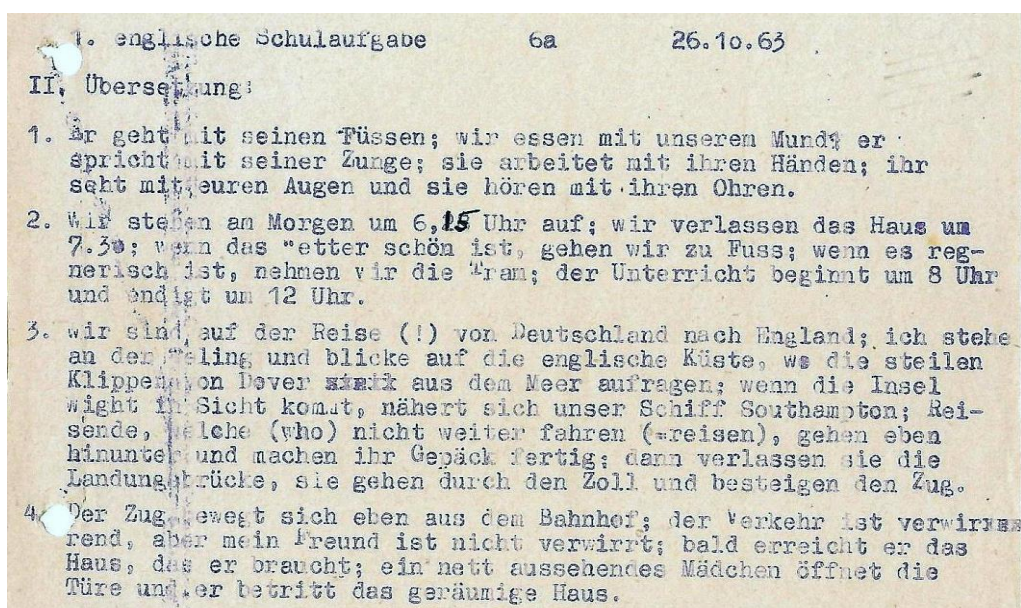 1. englische Schulaufgabe 6a 26.10.63
II. Übersetzung:
1. Er geht mit seinen Füssen; wir essen mit unserem Mund; er
spricht mit seiner Zunge; sie arbeitet mit ihren Händen; ihr
seht mit euren Augen und sie hören mit ihren Ohren.
2. Wir stehen am Morgen um 6,15 Uhr auf; wir verlassen das Haus um
7.30; wenn das Wetter schön ist, gehen wir zu Fuss; wenn es reg-
nerisch ist, nehmen wir die Tram; der Unterricht beginnt um 8 Uhr
und endigt um 12 Uhr.
3. wir sind auf der Reise (!) von Deutschland nach England; ich stehe
an der Reling und blicke auf die englische Küste, wo die steilen
Klippen von Dover aus dem Meer aufragen; wenn die Insel
wight in Sicht kommt, nähert sich unser Schiff Southampton; Rei-
sende, welche (who) nicht weiter fahren (=reisen), gehen eben
hinunter und machen ihr Gepäck fertig; dann verlassen sie die
Landungsbrücke, sie gehen durch den Zoll und besteigen den Zug.
4. Der Zug bewegt sich eben aus dem Bahnhof; der Verkehr ist verwir
rend, aber mein Freund ist nicht verwirrt; bald erreicht er das
Haus, das er braucht; ein nett aussehendes Mädchen öffnet die
Türe und er betritt das geräumige Haus.